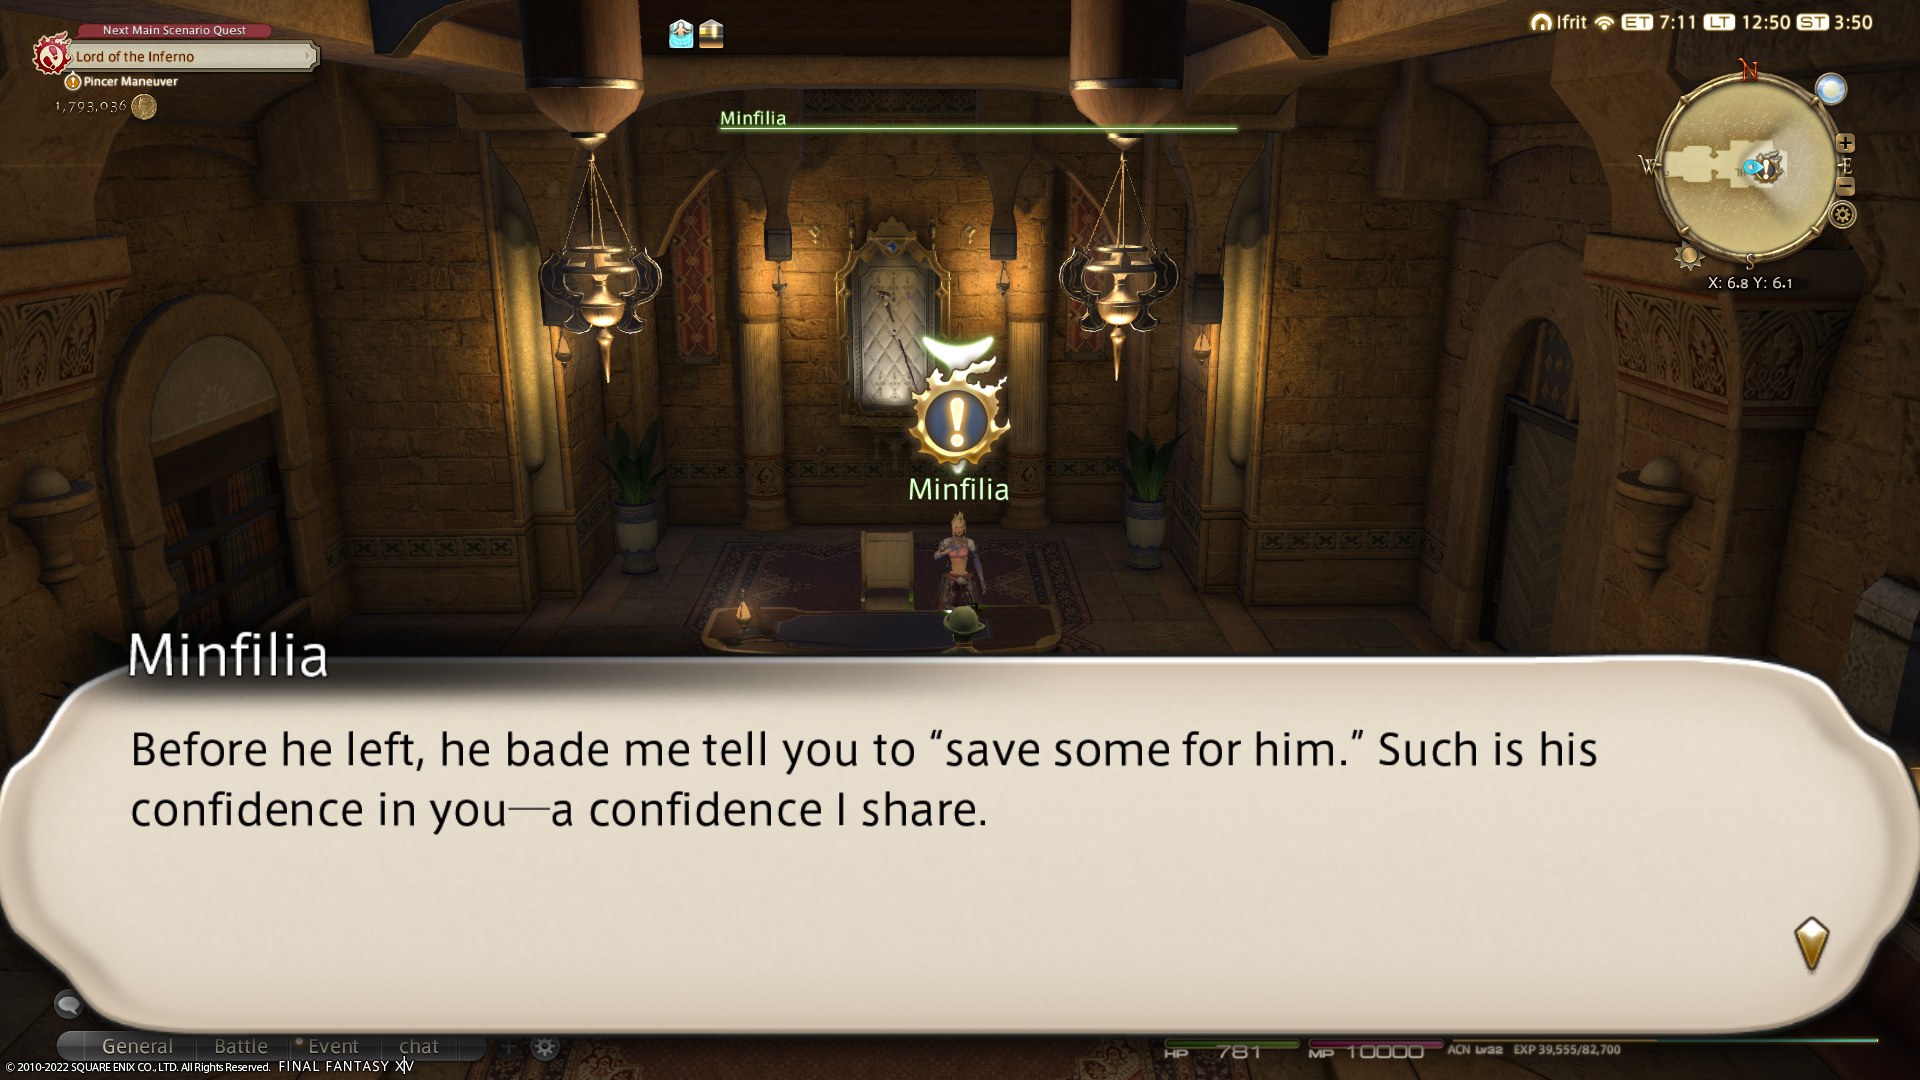 Next Main Scenario Quest
Lord of the Inferno
Pincer Maneuver
1,793,036
Ifrit ET 7:11 LT 12:50 ST 3:50
Minfilia
N
W
E
S
X: 6.8 Y: 6.1
Minfilia
Minfilia
Before he left, he bade me tell you to “save some for him.” Such is his
confidence in you—a confidence I share.
General Battle Event chat
HP 781 MP 10000 ACN Lv32 EXP 39,555/82,700
© 2010-2022 SQUARE ENIX CO., LTD. All Rights Reserved. FINAL FANTASY XIV